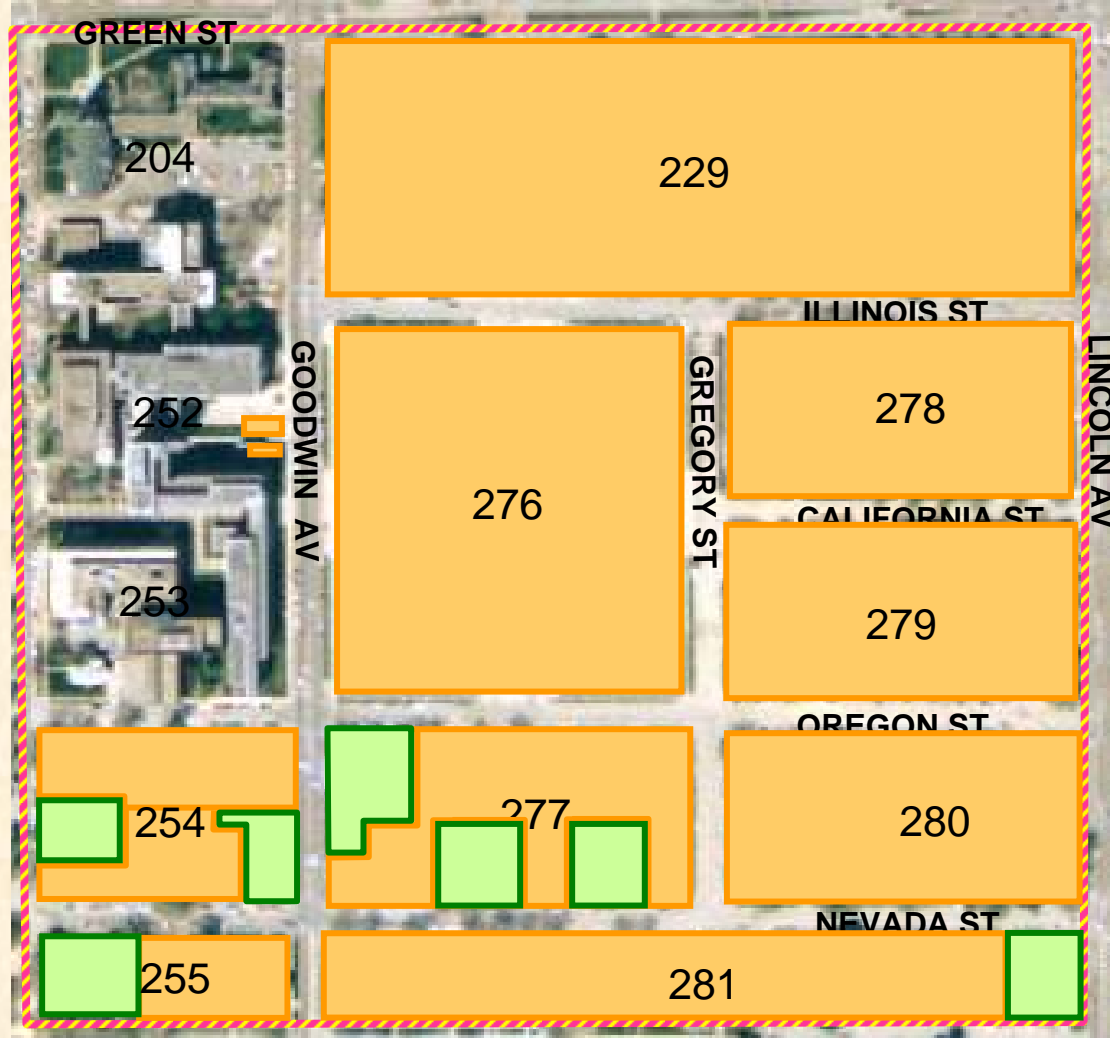 GREEN ST
204
229
ILLINOIS ST
GOODWIN AV
GREGORY ST
LINCOLN AV
252
278
276
CALIFORNIA ST
253
279
OREGON ST
254
277
280
NEVADA ST
255
281